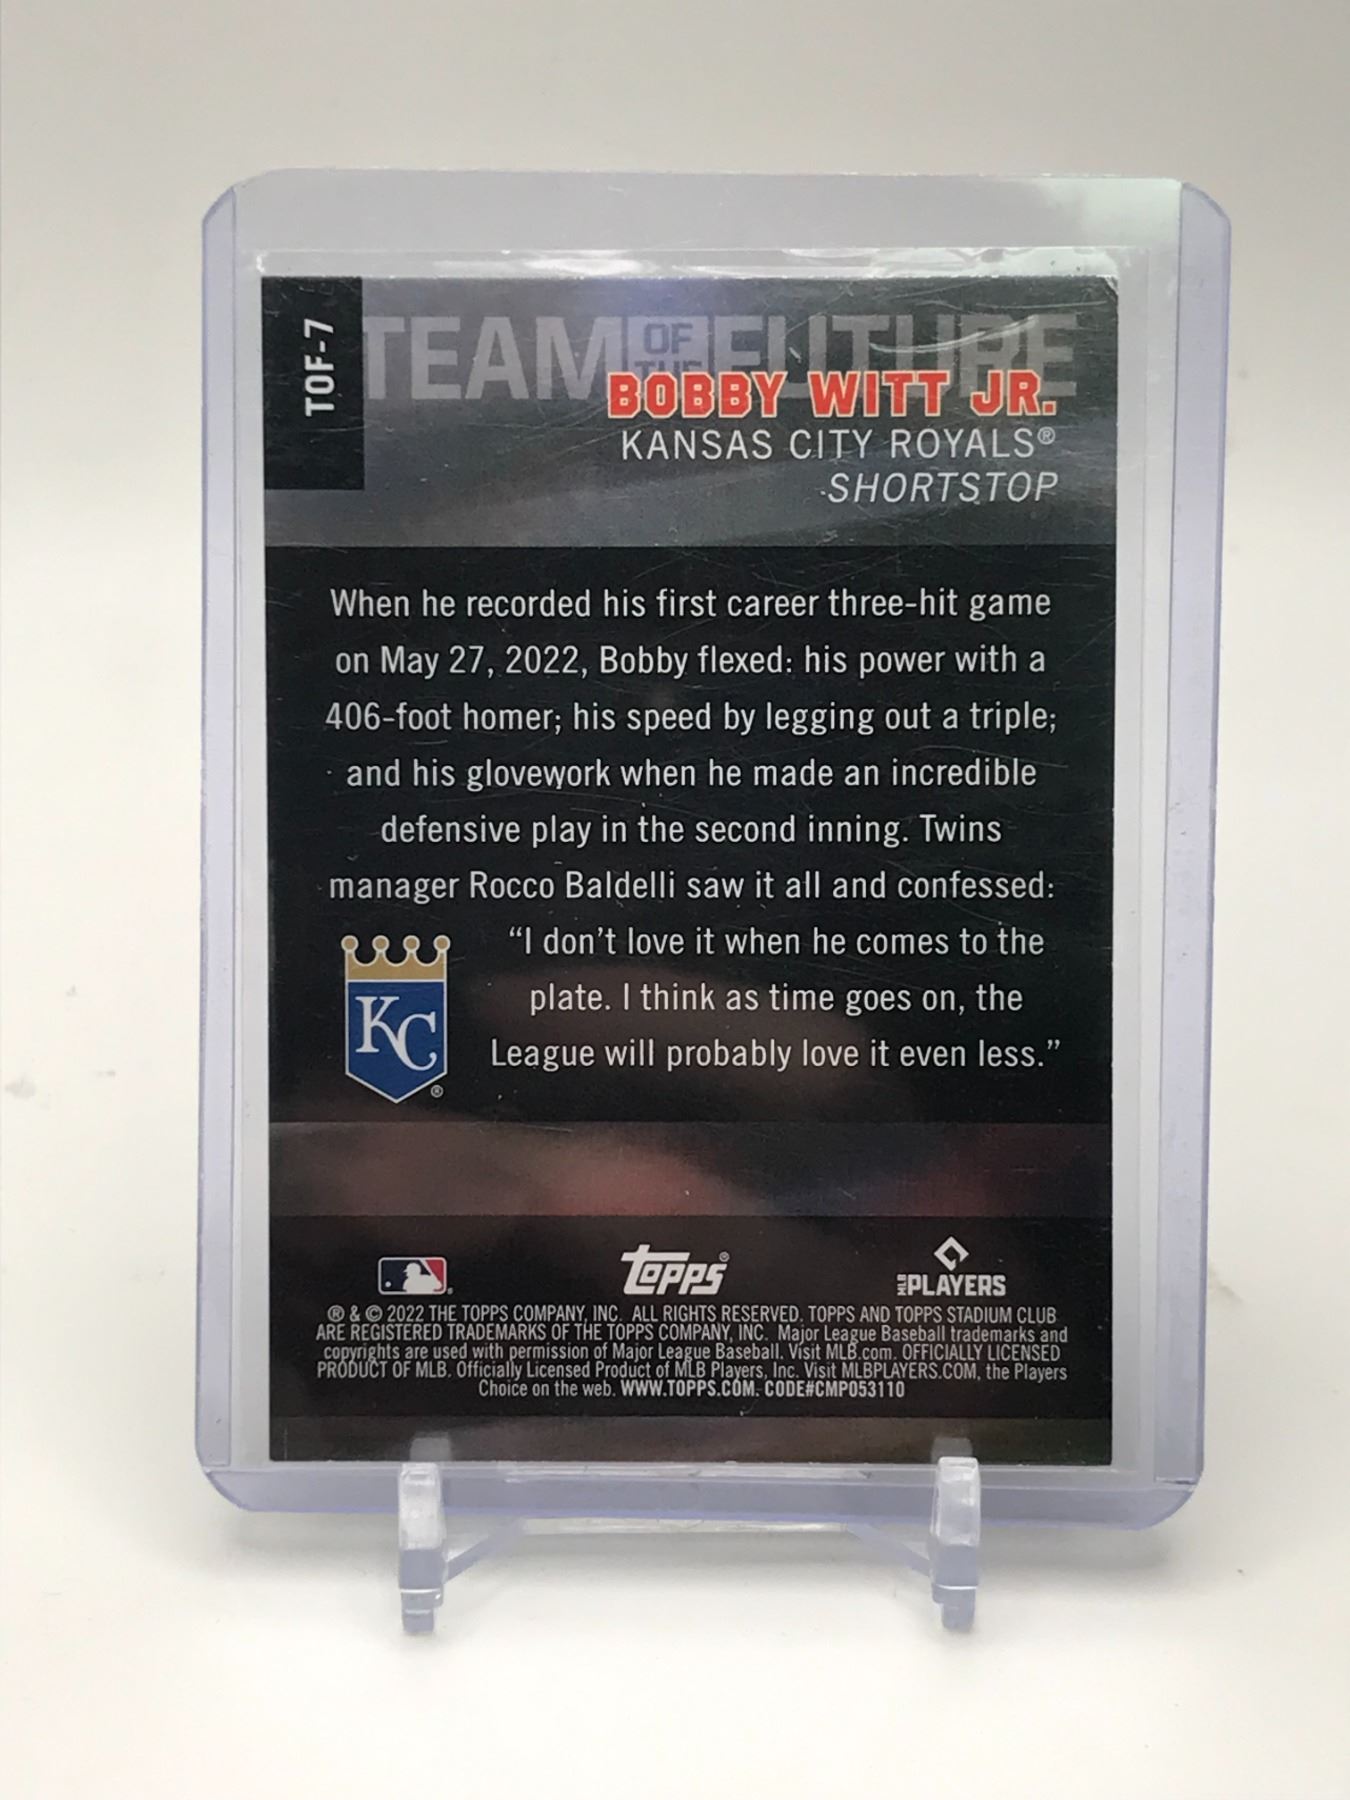 TOF-7
TEAM OF THE FUTURE
BOBBY WITT JR.
KANSAS CITY ROYALS®
SHORTSTOP
When he recorded his first career three-hit game
on May 27, 2022, Bobby flexed: his power with a
406-foot homer; his speed by legging out a triple;
and his glovework when he made an incredible
defensive play in the second inning. Twins
manager Rocco Baldelli saw it all and confessed:
“I don’t love it when he comes to the
plate. I think as time goes on, the
League will probably love it even less.”
KC
®
topps®
MLB PLAYERS
® & © 2022 THE TOPPS COMPANY, INC. ALL RIGHTS RESERVED. TOPPS AND TOPPS STADIUM CLUB
ARE REGISTERED TRADEMARKS OF THE TOPPS COMPANY, INC. Major League Baseball trademarks and
copyrights are used with permission of Major League Baseball. Visit MLB.com. OFFICIALLY LICENSED
PRODUCT OF MLB. Officially Licensed Product of MLB Players, Inc. Visit MLBPLAYERS.COM, the Players
Choice on the web. WWW.TOPPS.COM. CODE#CMP053110